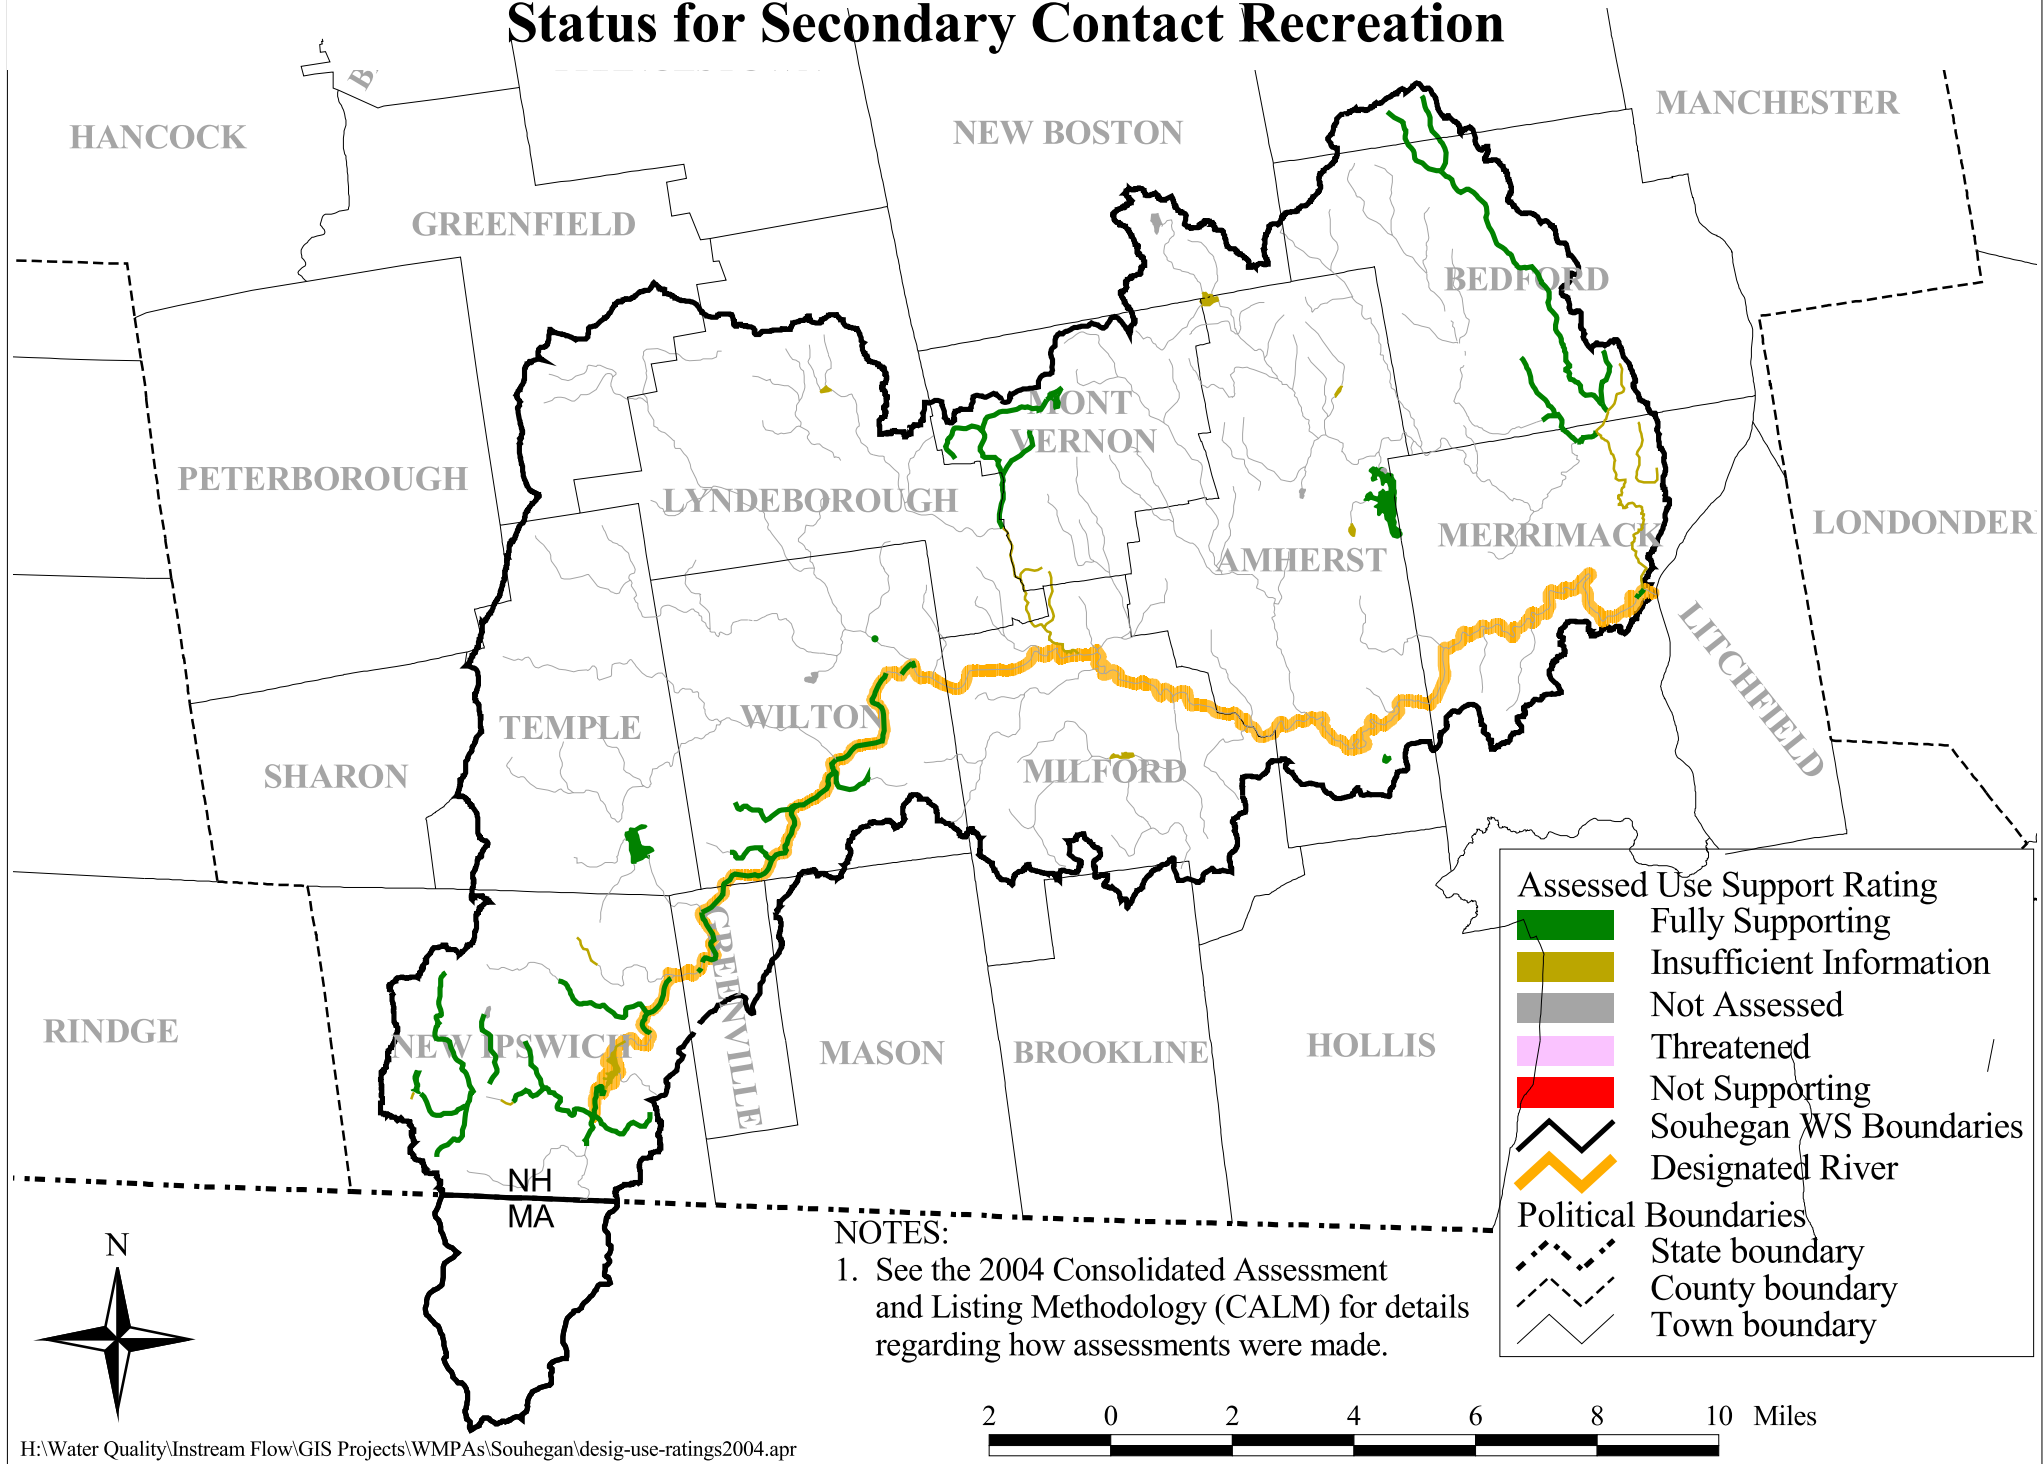 Status for Secondary Contact Recreation
MANCHESTER
HANCOCK
NEW BOSTON
GREENFIELD
BEDFORD
MONT
VERNON
PETERBOROUGH
LYNDEBOROUGH
MERRIMACK
LONDONDER
AMHERST
LITCHFIELD
TEMPLE
WILTON
SHARON
MILFORD
GREENVILLE
RINDGE
NEW IPSWICH
MASON
BROOKLINE
HOLLIS
NH
MA
Assessed Use Support Rating
Fully Supporting
Insufficient Information
Not Assessed
Threatened
Not Supporting
Souhegan WS Boundaries
Designated River
Political Boundaries
State boundary
County boundary
Town boundary
N
NOTES:
1. See the 2004 Consolidated Assessment
and Listing Methodology (CALM) for details
regarding how assessments were made.
2 0 2 4 6 8 10 Miles
H:\Water Quality\Instream Flow\GIS Projects\WMPAs\Souhegan\desig-use-ratings2004.apr